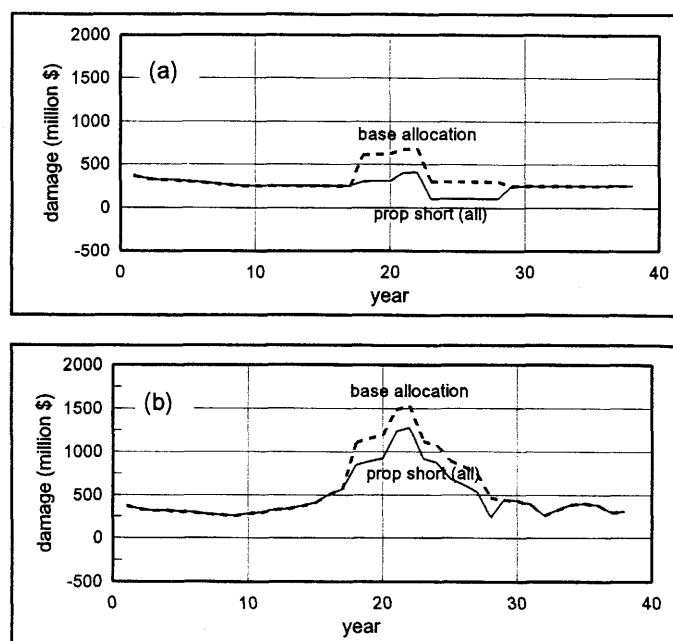 (a)
damage (million $)
2000
1500
1000
500
0
-500
base allocation
prop short (all)
0 10 20 30 40
year
(b)
damage (million $)
2000
1500
1000
500
0
-500
base allocation
prop short (all)
0 10 20 30 40
year